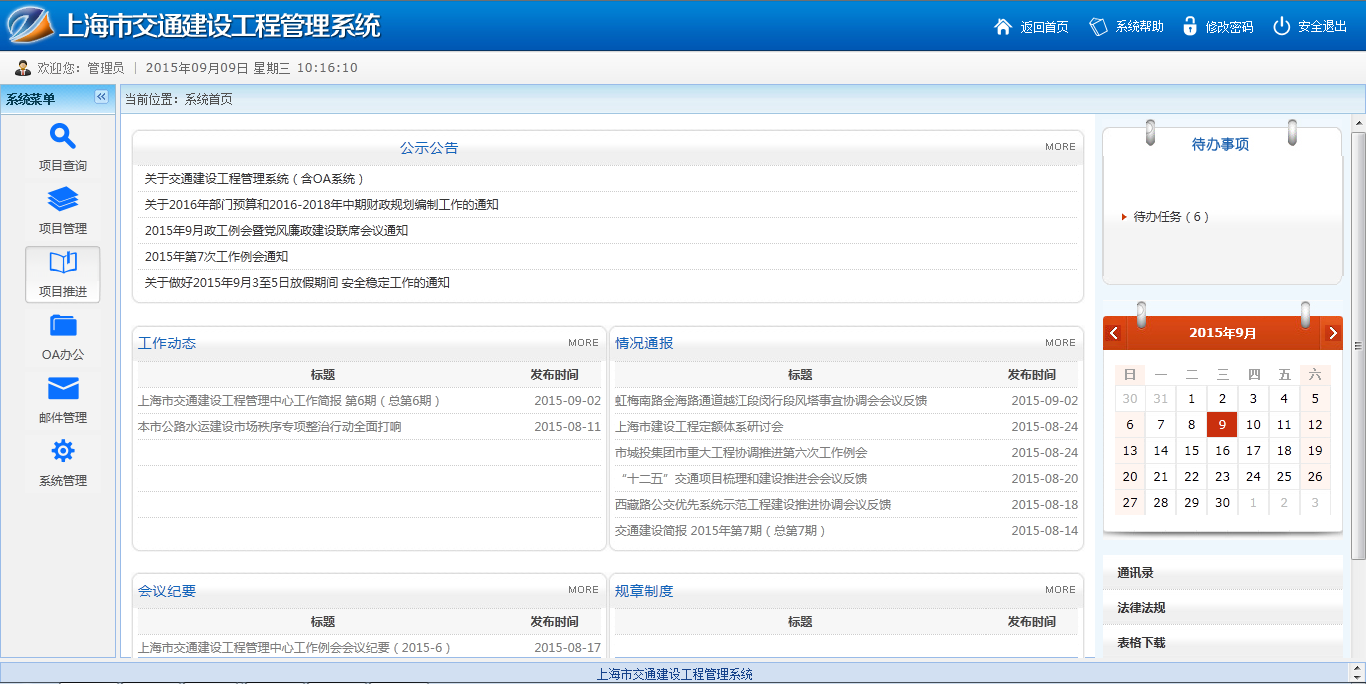 上海市交通建设工程管理系统
返回首页 系统帮助 修改密码 安全退出
欢迎您：管理员 | 2015年09月09日 星期三 10:16:10
系统菜单
当前位置：系统首页
项目查询
项目管理
项目推进
OA办公
邮件管理
系统管理
公示公告 MORE
关于交通建设工程管理系统（含OA系统）
关于2016年部门预算和2016-2018年中期财政规划编制工作的通知
2015年9月政工例会暨党风廉政建设联席会议通知
2015年第7次工作例会通知
关于做好2015年9月3至5日放假期间 安全稳定工作的通知
工作动态 MORE
标题 发布时间
上海市交通建设工程管理中心工作简报 第6期（总第6期） 2015-09-02
本市公路水运建设市场秩序专项整治行动全面打响 2015-08-11
情况通报 MORE
标题 发布时间
虹梅南路金海路通道越江段闵行段风塔事宜协调会会议反馈 2015-09-02
上海市建设工程定额体系研讨会 2015-08-24
市城投集团市重大工程协调推进第六次工作例会 2015-08-24
“十二五”交通项目梳理和建设推进会会议反馈 2015-08-20
西藏路公交优先系统示范工程建设推进协调会议反馈 2015-08-18
交通建设简报 2015年第7期（总第7期） 2015-08-14
会议纪要 MORE
标题 发布时间
上海市交通建设工程管理中心工作例会会议纪要（2015-6） 2015-08-17
规章制度 MORE
标题 发布时间
待办事项
待办任务（6）
2015年9月
日 一 二 三 四 五 六
30 31 1 2 3 4 5
6 7 8 9 10 11 12
13 14 15 16 17 18 19
20 21 22 23 24 25 26
27 28 29 30 1 2 3
通讯录
法律法规
表格下载
上海市交通建设工程管理系统